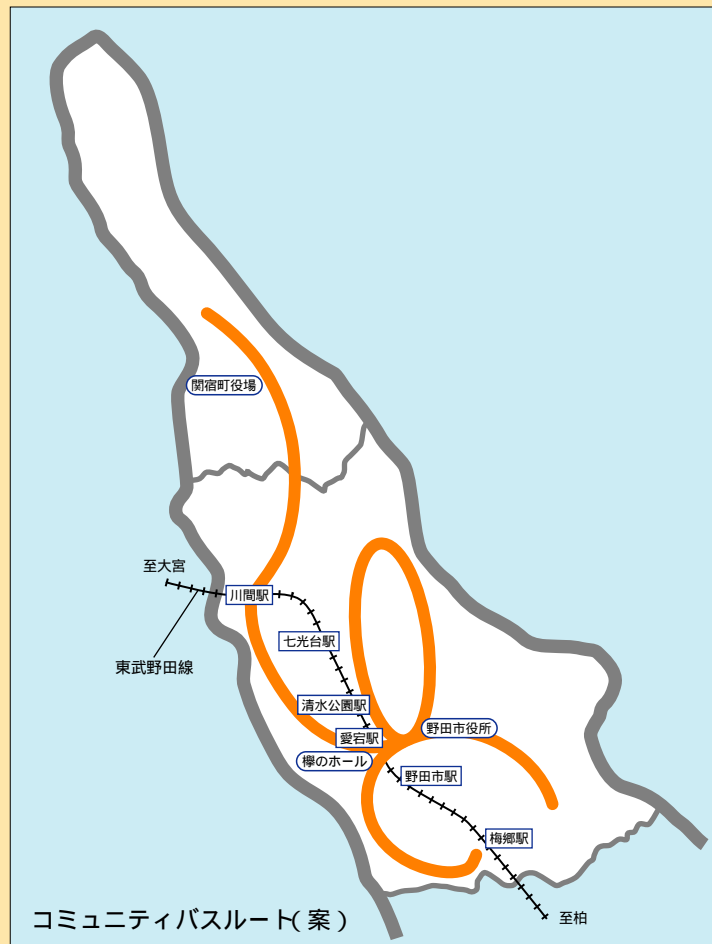 関宿町役場
至大宮
川間駅
七光台駅
東武野田線
清水公園駅
野田市役所
愛宕駅
欅のホール
野田市駅
梅郷駅
至柏
コミュニティバスルート(案)